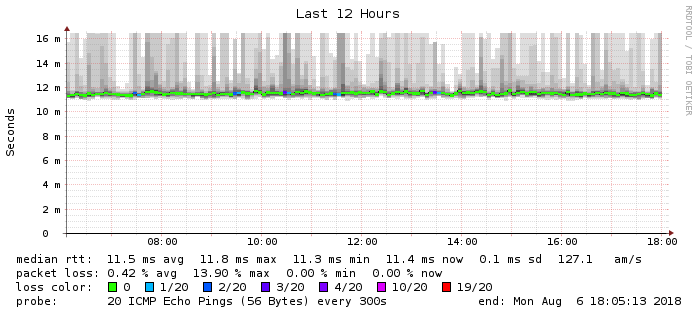 Last 12 Hours
RRDTOOL / TOBI OETIKER
Seconds
16 m
14 m
12 m
10 m
8 m
6 m
4 m
2 m
0
08:00 10:00 12:00 14:00 16:00 18:00
median rtt: 11.5 ms avg 11.8 ms max 11.3 ms min 11.4 ms now 0.1 ms sd 127.1 am/s
packet loss: 0.42 % avg 13.90 % max 0.00 % min 0.00 % now
loss color: 0 1/20 2/20 3/20 4/20 10/20 19/20
probe: 20 ICMP Echo Pings (56 Bytes) every 300s end: Mon Aug 6 18:05:13 2018